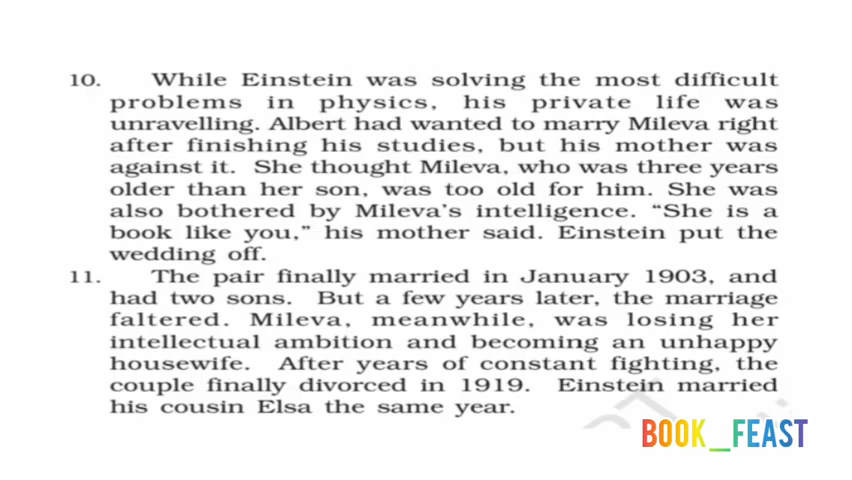 10. While Einstein was solving the most difficult
problems in physics, his private life was
unravelling. Albert had wanted to marry Mileva right
after finishing his studies, but his mother was
against it. She thought Mileva, who was three years
older than her son, was too old for him. She was
also bothered by Mileva's intelligence. “She is a
book like you,” his mother said. Einstein put the
wedding off.
11. The pair finally married in January 1903, and
had two sons. But a few years later, the marriage
faltered. Mileva, meanwhile, was losing her
intellectual ambition and becoming an unhappy
housewife. After years of constant fighting, the
couple finally divorced in 1919. Einstein married
his cousin Elsa the same year.
BOOK_FEAST